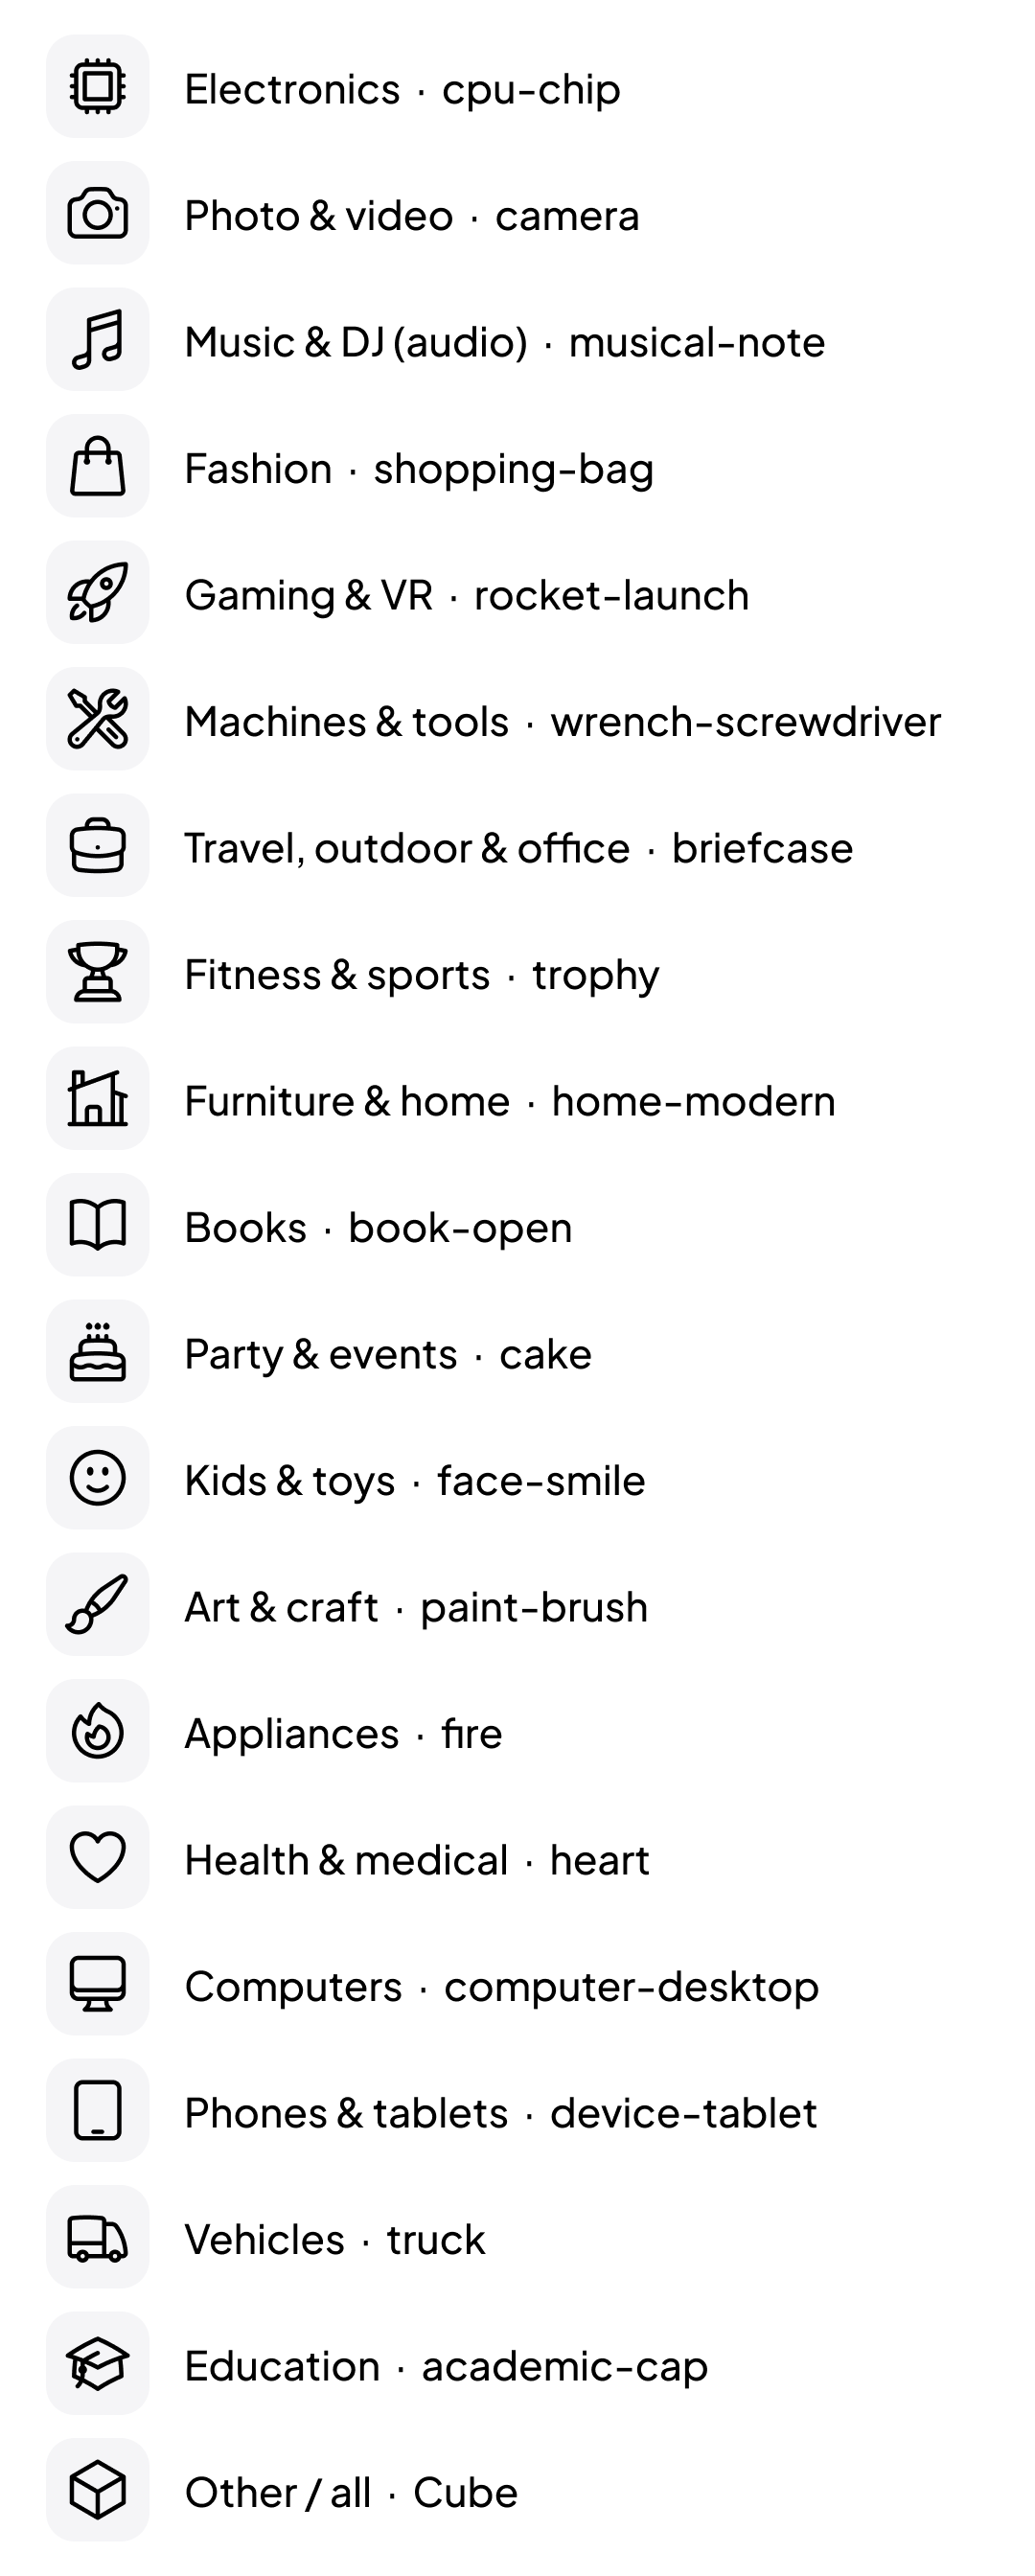 Electronics · cpu-chip
Photo & video · camera
Music & DJ (audio) · musical-note
Fashion · shopping-bag
Gaming & VR · rocket-launch
Machines & tools · wrench-screwdriver
Travel, outdoor & office · briefcase
Fitness & sports · trophy
Furniture & home · home-modern
Books · book-open
Party & events · cake
Kids & toys · face-smile
Art & craft · paint-brush
Appliances · fire
Health & medical · heart
Computers · computer-desktop
Phones & tablets · device-tablet
Vehicles · truck
Education · academic-cap
Other / all · Cube